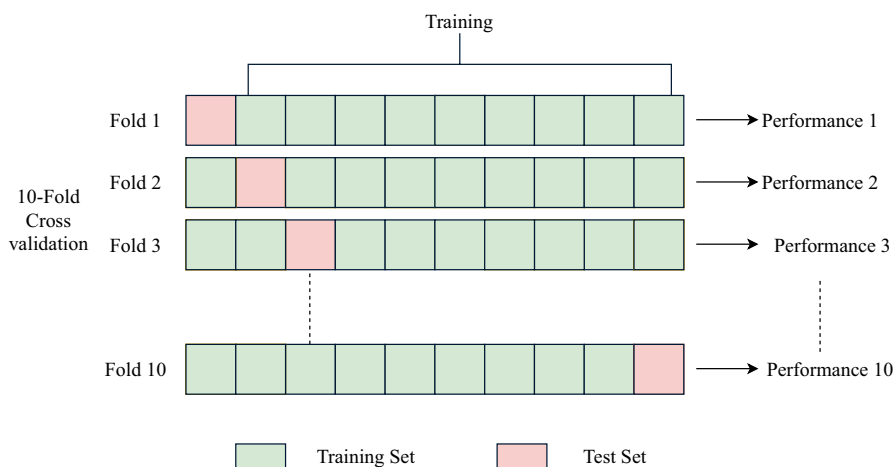 Training
Fold 1
Performance 1
Fold 2
Performance 2
10-Fold
Cross
validation
Fold 3
Performance 3
Fold 10
Performance 10
Training Set
Test Set